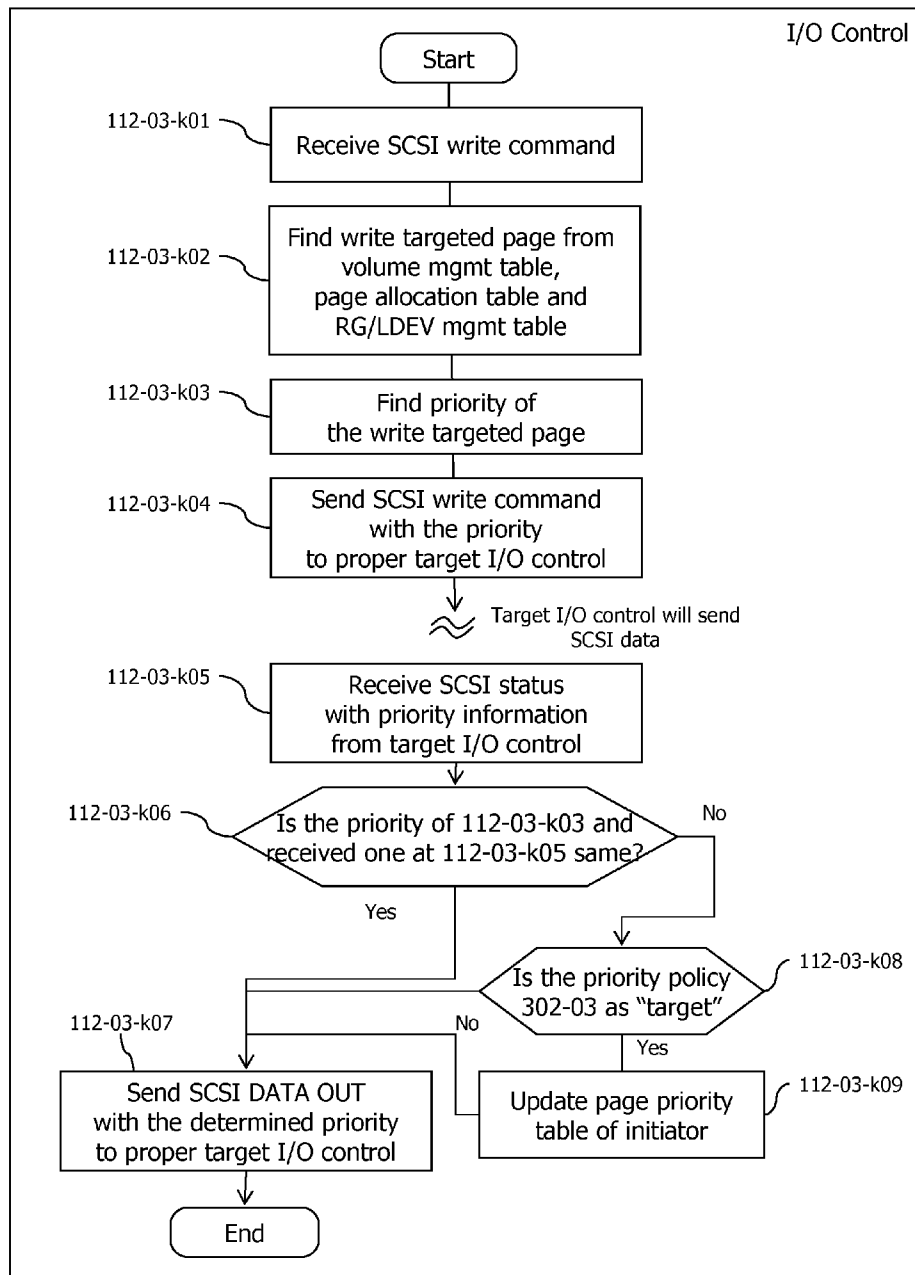 I/O Control
Start
112-03-k01
Receive SCSI write command
112-03-k02
Find write targeted page from
volume mgmt table,
page allocation table and
RG/LDEV mgmt table
112-03-k03
Find priority of
the write targeted page
112-03-k04
Send SCSI write command
with the priority
to proper target I/O control
Target I/O control will send
SCSI data
112-03-k05
Receive SCSI status
with priority information
from target I/O control
112-03-k06
Is the priority of 112-03-k03 and
received one at 112-03-k05 same?
No
Yes
Is the priority policy
302-03 as “target”
112-03-k08
No
Yes
112-03-k07
Send SCSI DATA OUT
with the determined priority
to proper target I/O control
Update page priority
table of initiator
112-03-k09
End